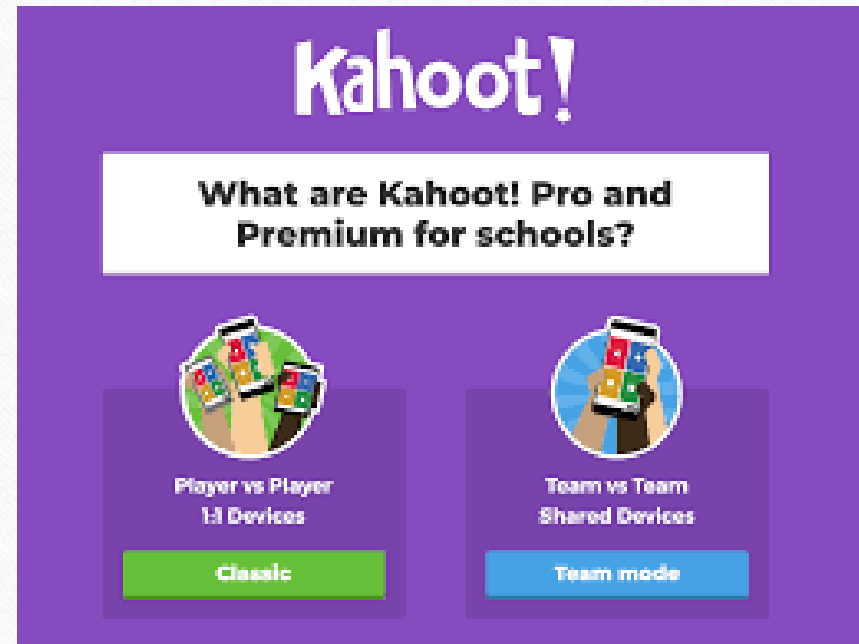 Kahoot!
What are Kahoot! Pro and
Premium for schools?
Player vs Player
1:1 Devices
Classic
Team vs Team
Shared Devices
Team mode